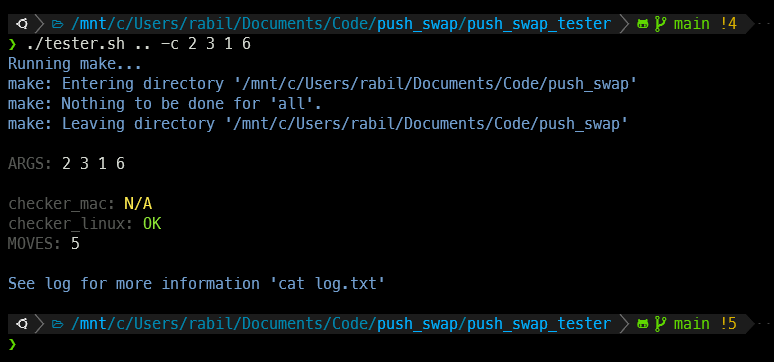 /mnt/c/Users/rabil/Documents/Code/push_swap/push_swap_tester main !4
❯ ./tester.sh .. -c 2 3 1 6
Running make...
make: Entering directory '/mnt/c/Users/rabil/Documents/Code/push_swap'
make: Nothing to be done for 'all'.
make: Leaving directory '/mnt/c/Users/rabil/Documents/Code/push_swap'
ARGS: 2 3 1 6
checker_mac: N/A
checker_linux: OK
MOVES: 5
See log for more information 'cat log.txt'
/mnt/c/Users/rabil/Documents/Code/push_swap/push_swap_tester main !5
❯